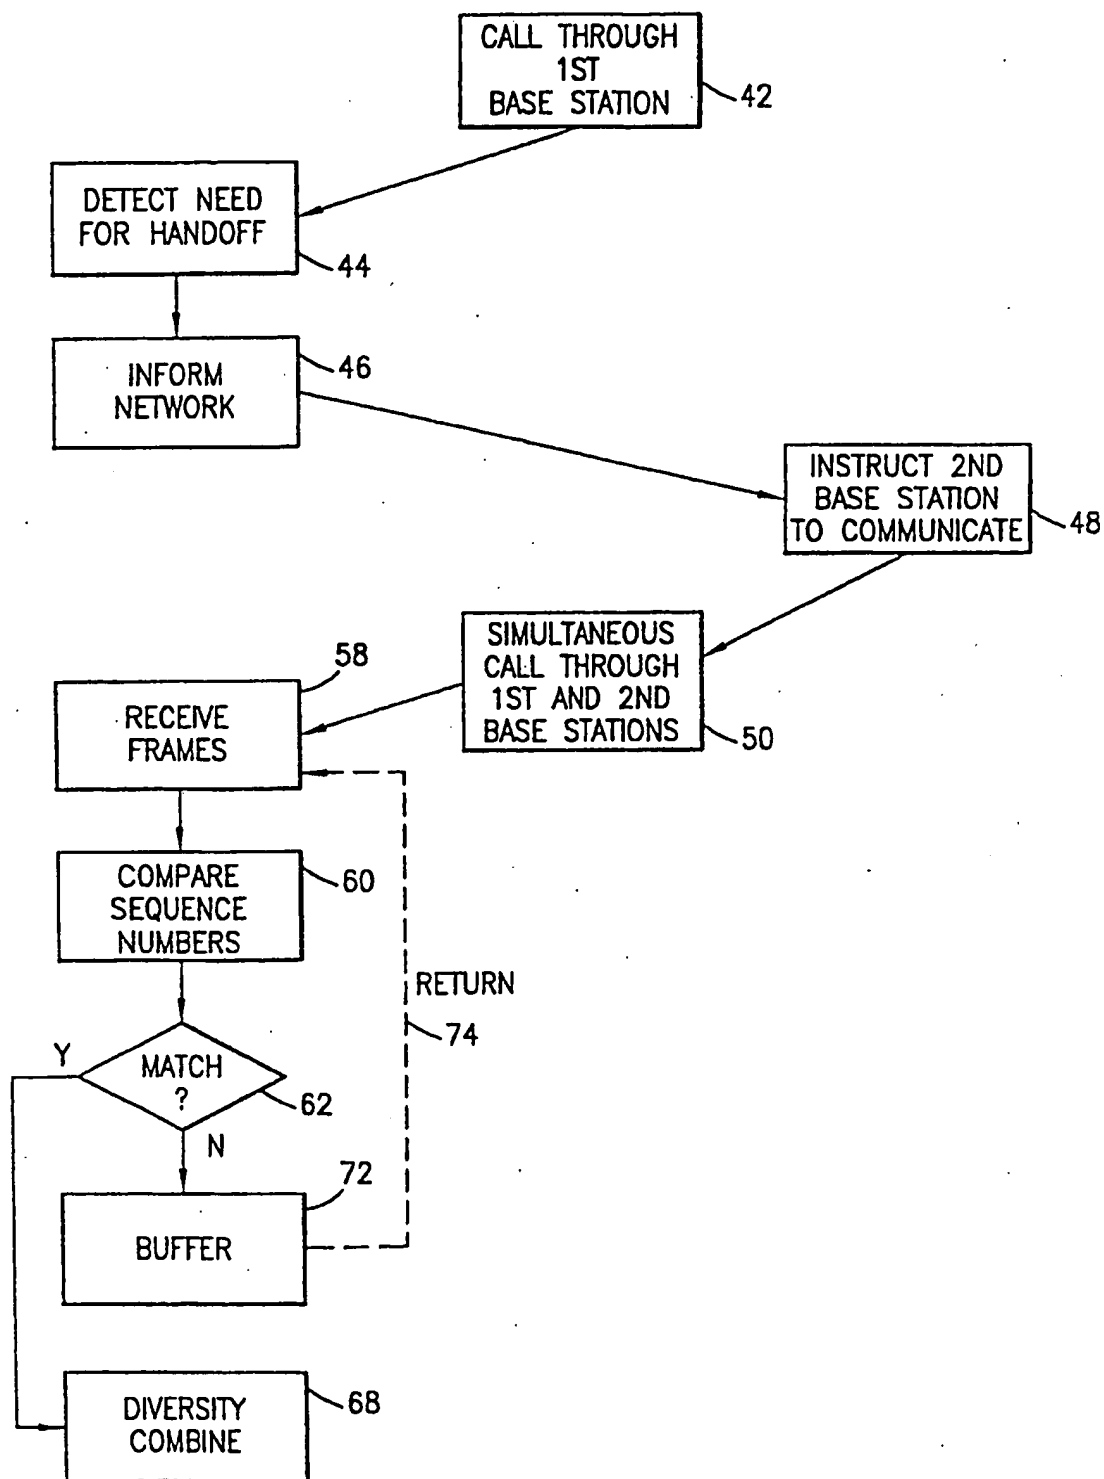 CALL THROUGH
1ST
BASE STATION
42
DETECT NEED
FOR HANDOFF
44
INFORM
NETWORK
46
INSTRUCT 2ND
BASE STATION
TO COMMUNICATE
48
SIMULTANEOUS
CALL THROUGH
1ST AND 2ND
BASE STATIONS
50
58
RECEIVE
FRAMES
COMPARE
SEQUENCE
NUMBERS
60
RETURN
74
Y
MATCH
?
62
N
72
BUFFER
DIVERSITY
COMBINE
68